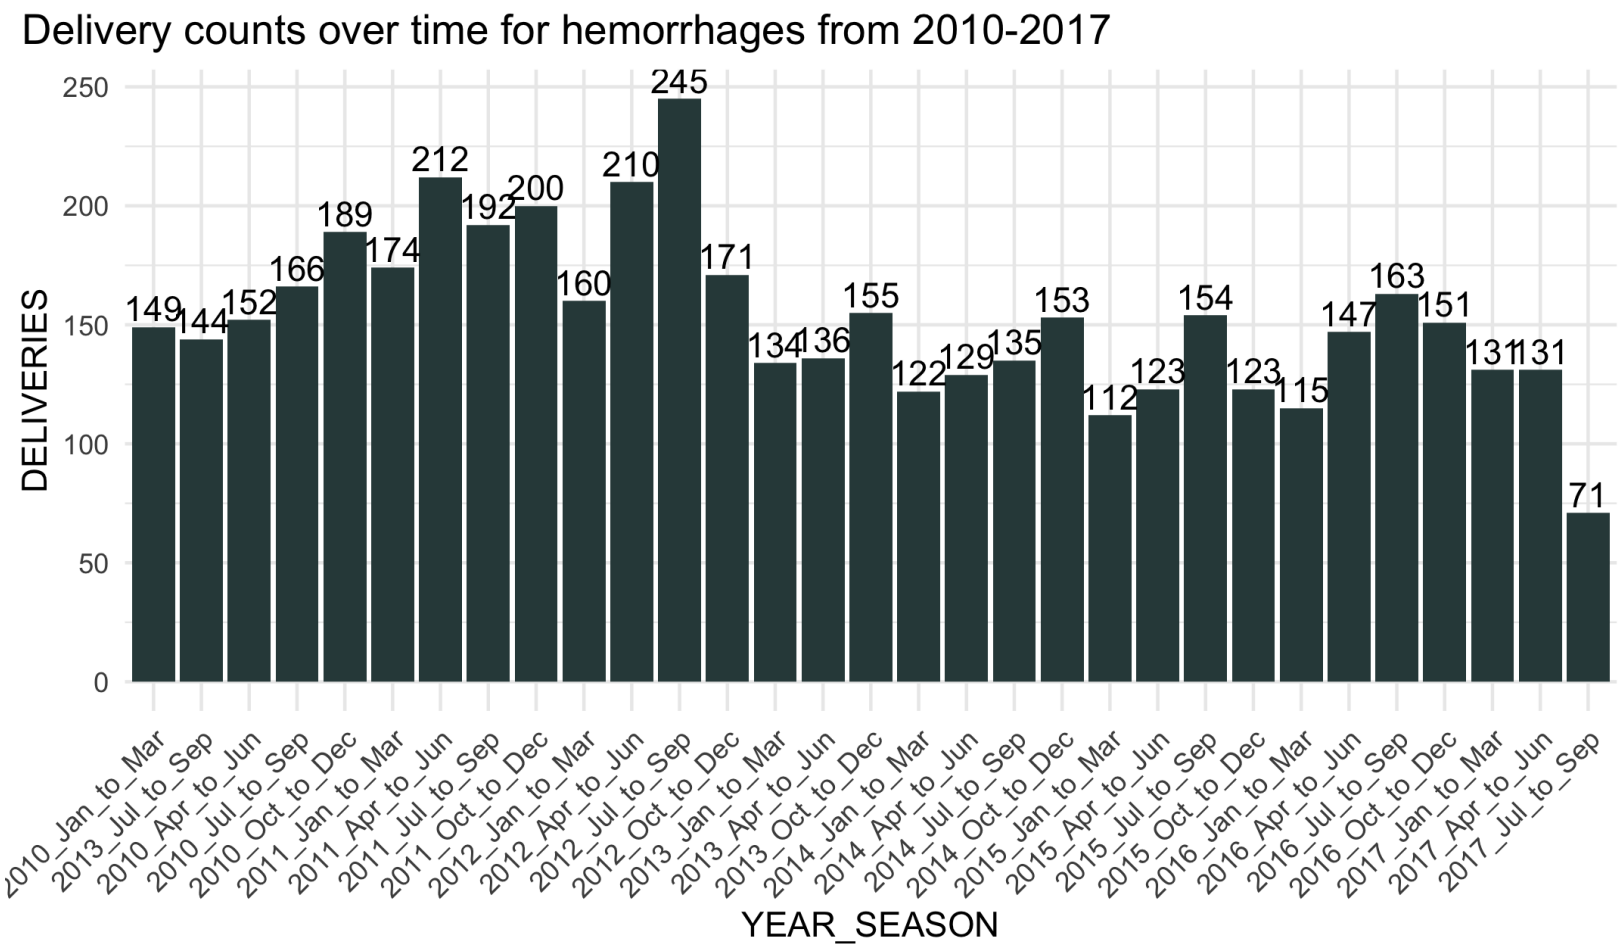 Delivery counts over time for hemorrhages from 2010-2017
DELIVERIES
250
200
150
100
50
0
149
144
152
166
189
174
212
192
200
160
210
245
171
134
136
155
122
129
135
153
112
123
154
123
115
147
163
151
131
131
71
2010_Jan_to_Mar
2013_Jul_to_Sep
2010_Apr_to_Jun
2010_Jul_to_Sep
2010_Oct_to_Dec
2011_Jan_to_Mar
2011_Apr_to_Jun
2011_Jul_to_Sep
2011_Oct_to_Dec
2012_Jan_to_Mar
2012_Apr_to_Jun
2012_Jul_to_Sep
2012_Oct_to_Dec
2013_Jan_to_Mar
2013_Apr_to_Jun
2013_Oct_to_Dec
2014_Jan_to_Mar
2014_Apr_to_Jun
2014_Jul_to_Sep
2014_Oct_to_Dec
2015_Jan_to_Mar
2015_Apr_to_Jun
2015_Jul_to_Sep
2015_Oct_to_Dec
2016_Jan_to_Mar
2016_Apr_to_Jun
2016_Jul_to_Sep
2016_Oct_to_Dec
2017_Jan_to_Mar
2017_Apr_to_Jun
2017_Jul_to_Sep
YEAR_SEASON